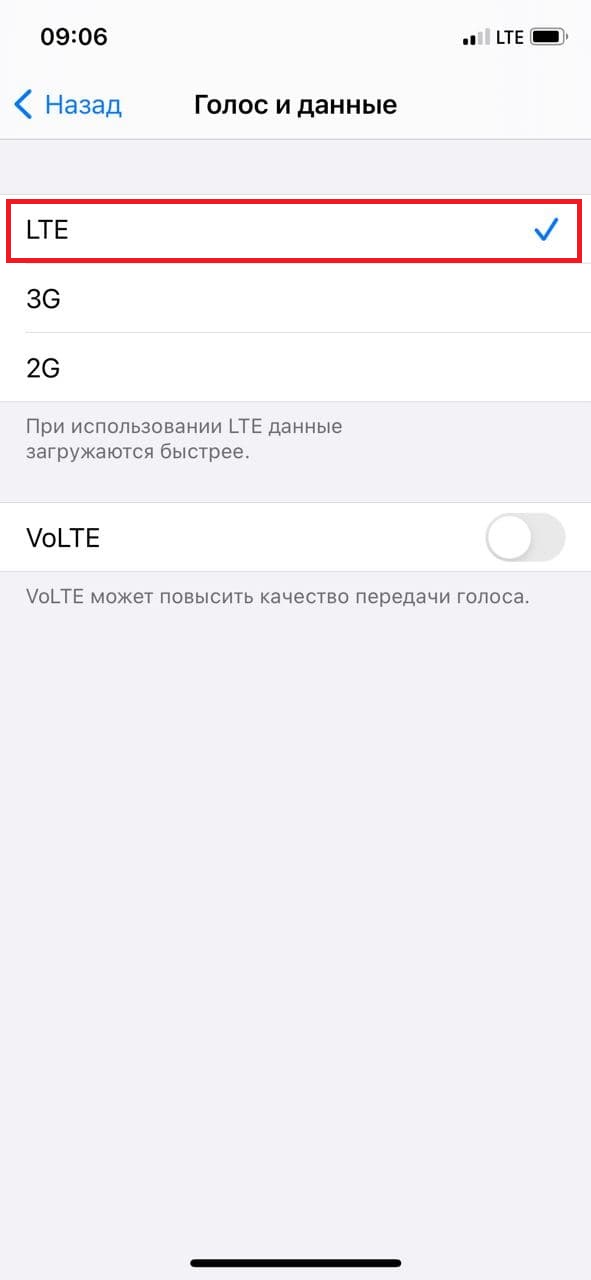 09:06
LTE
Назад
Голос и данные
LTE
3G
2G
При использовании LTE данные
загружаются быстрее.
VoLTE
VoLTE может повысить качество передачи голоса.